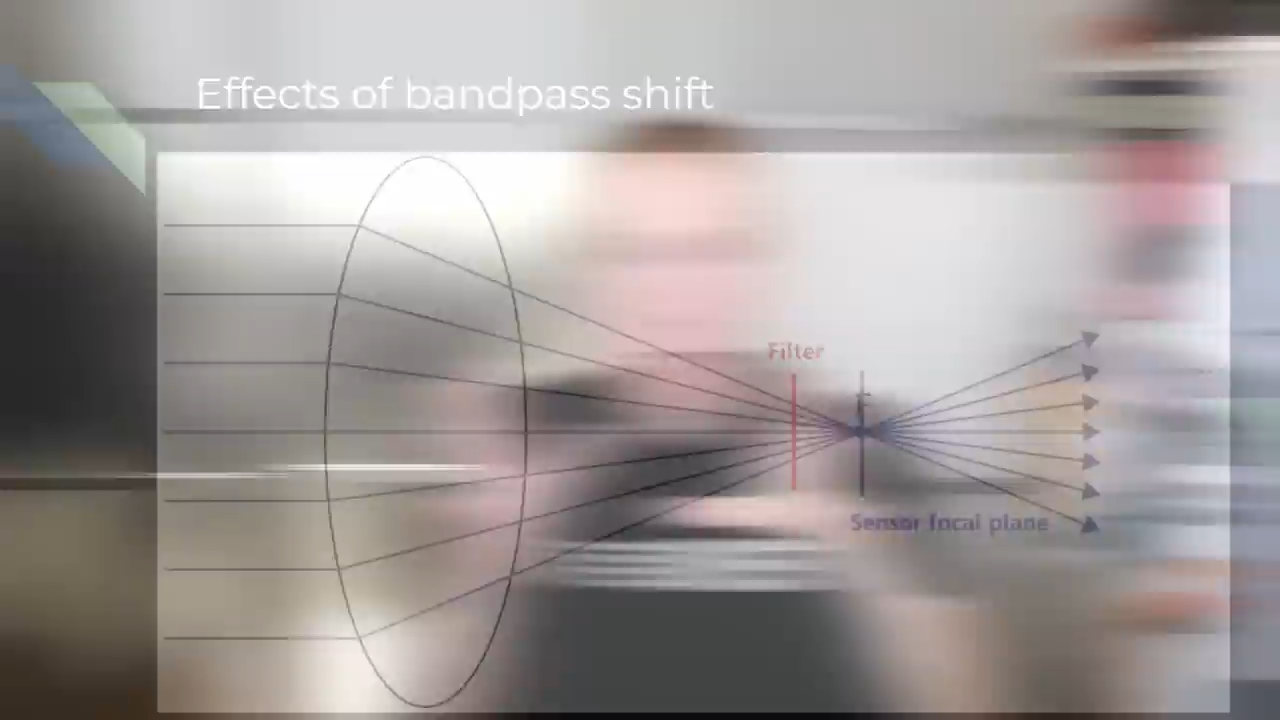 Effects of bandpass shift
Filter
F
Sensor focal plane